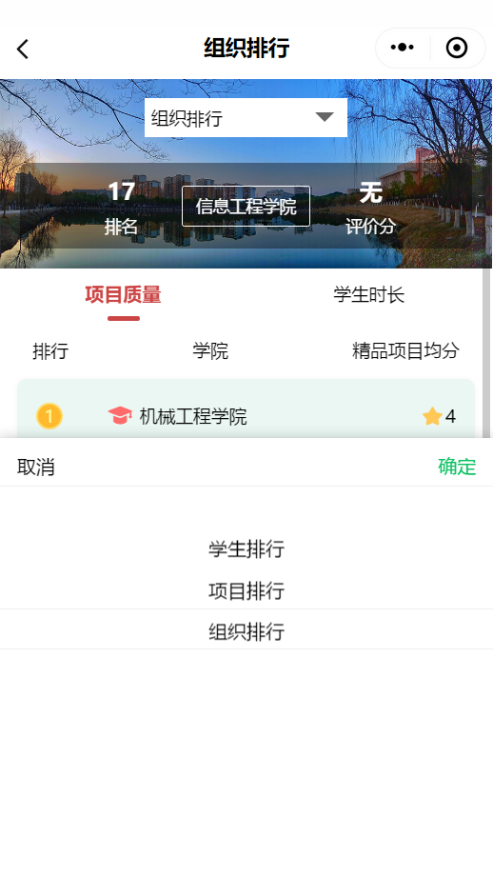 组织排行
组织排行
17 无
排名 信息工程学院 评价分
项目质量 学生时长
排行 学院 精品项目均分
1 机械工程学院 4
取消 确定
学生排行
项目排行
组织排行